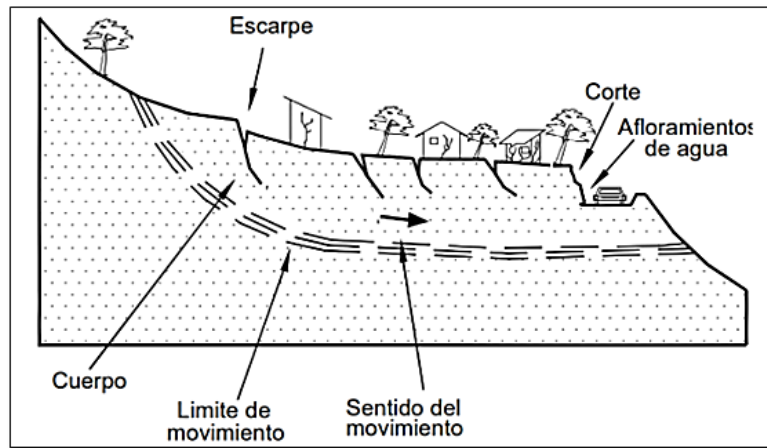 Escarpe
Corte
Afloramientos
de agua
Cuerpo
Limite de
movimiento
Sentido del
movimiento